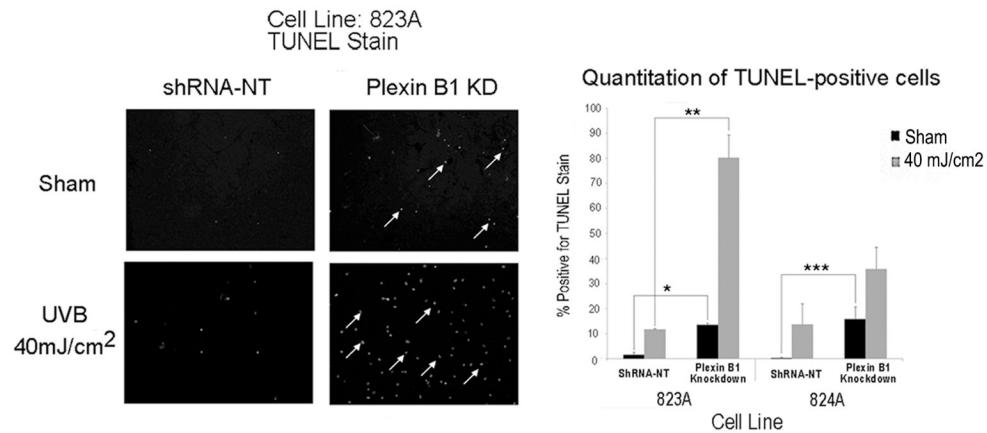 Cell Line: 823A
TUNEL Stain
shRNA-NT
Plexin B1 KD
Sham
UVB
40mJ/cm2
Quantitation of TUNEL-positive cells
Sham
40 mJ/cm2
% Positive for TUNEL Stain
100
90
80
70
60
50
40
30
20
10
0
**
*
***
ShRNA-NT
Plexin B1
Knockdown
ShRNA-NT
Plexin B1
Knockdown
823A
824A
Cell Line